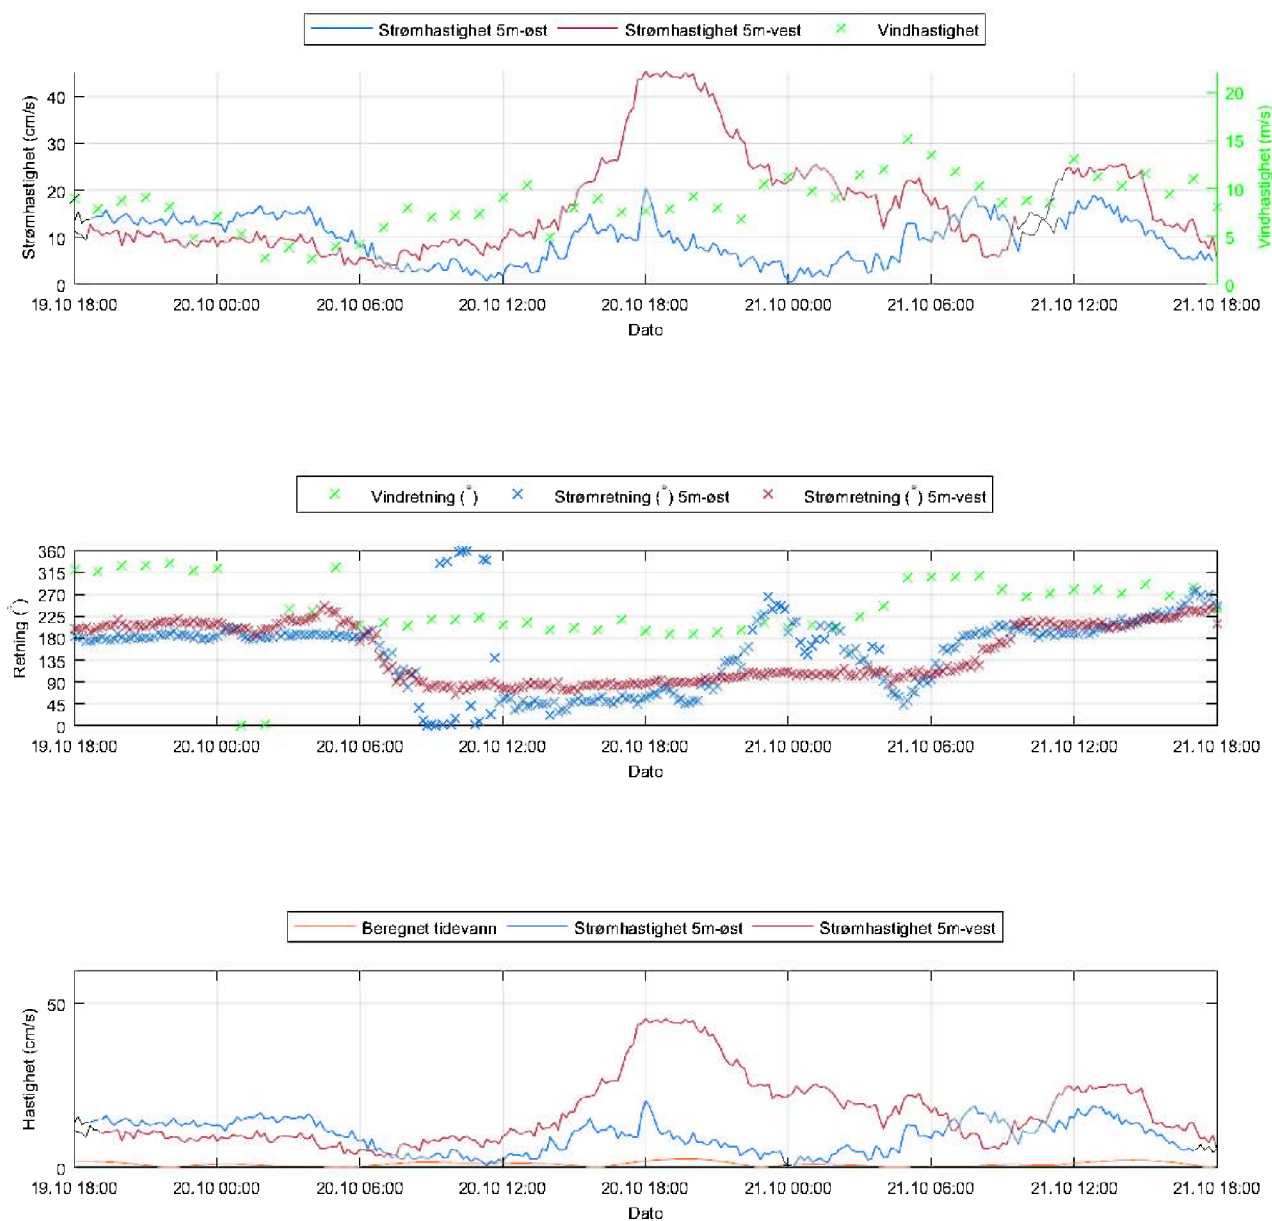 Strømhastighet 5m-øst Strømhastighet 5m-vest Vindhastighet
40
30
20
10
0
Strømhastighet (cm/s)
20
15
10
5
0
Vindhastighet (m/s)
19.10 18:00 20.10 00:00 20.10 06:00 20.10 12:00 20.10 18:00 21.10 00:00 21.10 06:00 21.10 12:00 21.10 18:00
Dato
Vindretning (°) Strømretning (°) 5m-øst Strømretning (°) 5m-vest
360
315
270
225
180
135
90
45
0
Retning (°)
19.10 18:00 20.10 00:00 20.10 06:00 20.10 12:00 20.10 18:00 21.10 00:00 21.10 06:00 21.10 12:00 21.10 18:00
Dato
Beregnet tidevann Strømhastighet 5m-øst Strømhastighet 5m-vest
50
0
Hastighet (cm/s)
19.10 18:00 20.10 00:00 20.10 06:00 20.10 12:00 20.10 18:00 21.10 00:00 21.10 06:00 21.10 12:00 21.10 18:00
Dato